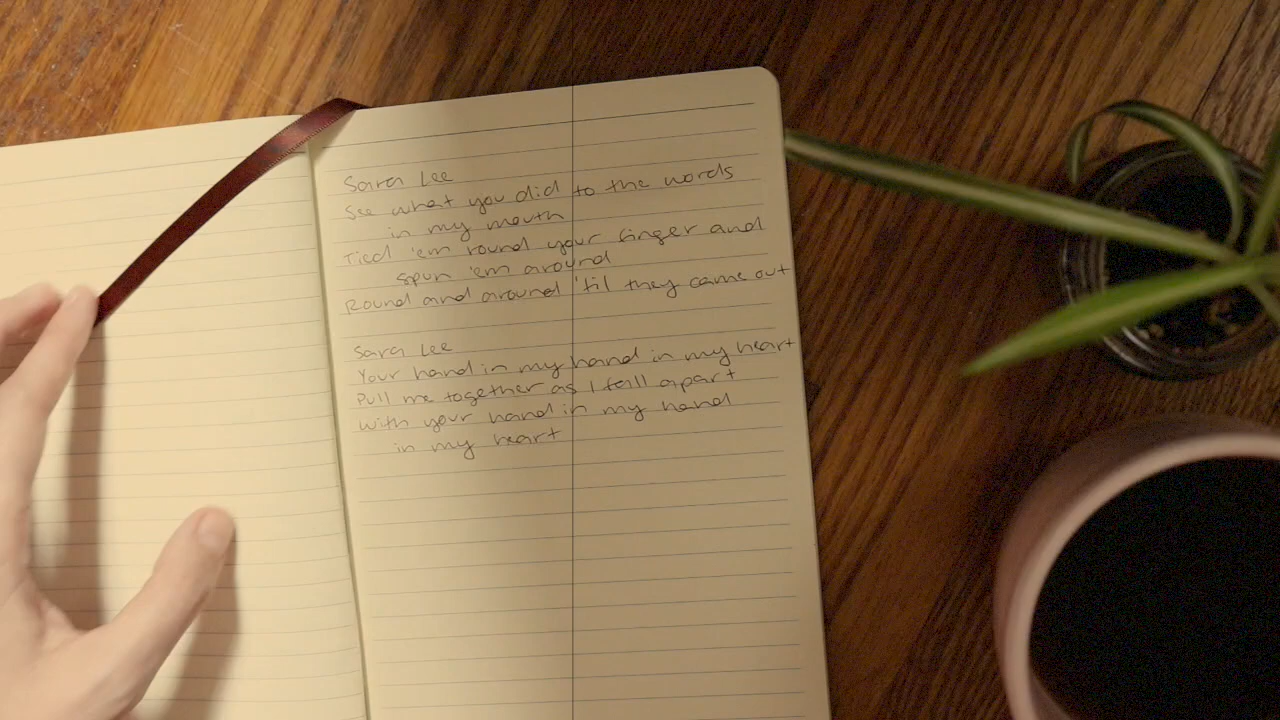 Sara Lee
See what you did to the words
in my mouth
Tied 'em round your finger and
spun 'em around
Round and around 'til they came out
Sara Lee
Your hand in my hand in my heart
Pull me together as I fall apart
with your hand in my hand
in my heart